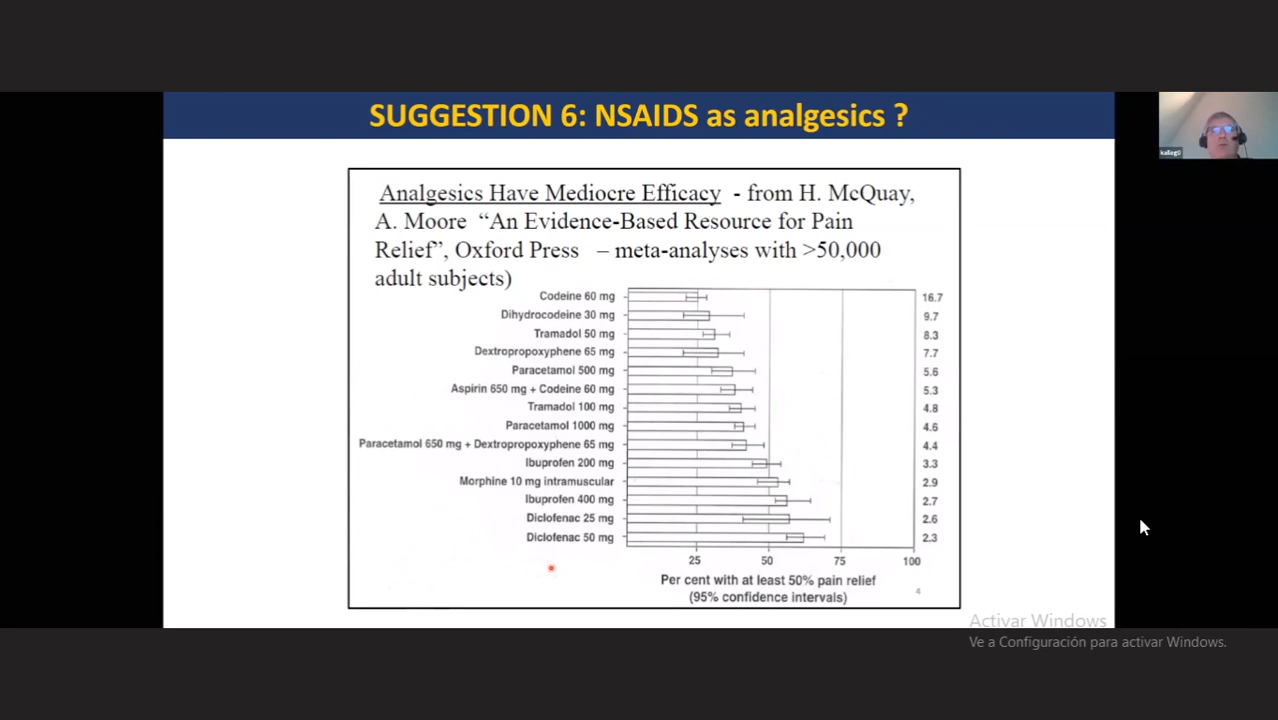 SUGGESTION 6: NSAIDS as analgesics ?
kalleg0
Analgesics Have Mediocre Efficacy - from H. McQuay,
A. Moore “An Evidence-Based Resource for Pain
Relief”, Oxford Press – meta-analyses with >50,000
adult subjects)
Codeine 60 mg 16.7
Dihydrocodeine 30 mg 9.7
Tramadol 50 mg 8.3
Dextropropoxyphene 65 mg 7.7
Paracetamol 500 mg 5.6
Aspirin 650 mg + Codeine 60 mg 5.3
Tramadol 100 mg 4.8
Paracetamol 1000 mg 4.6
Paracetamol 650 mg + Dextropropoxyphene 65 mg 4.4
Ibuprofen 200 mg 3.3
Morphine 10 mg intramuscular 2.9
Ibuprofen 400 mg 2.7
Diclofenac 25 mg 2.6
Diclofenac 50 mg 2.3
25 50 75 100
Per cent with at least 50% pain relief
(95% confidence intervals)
4
Activar Windows
Ve a Configuración para activar Windows.